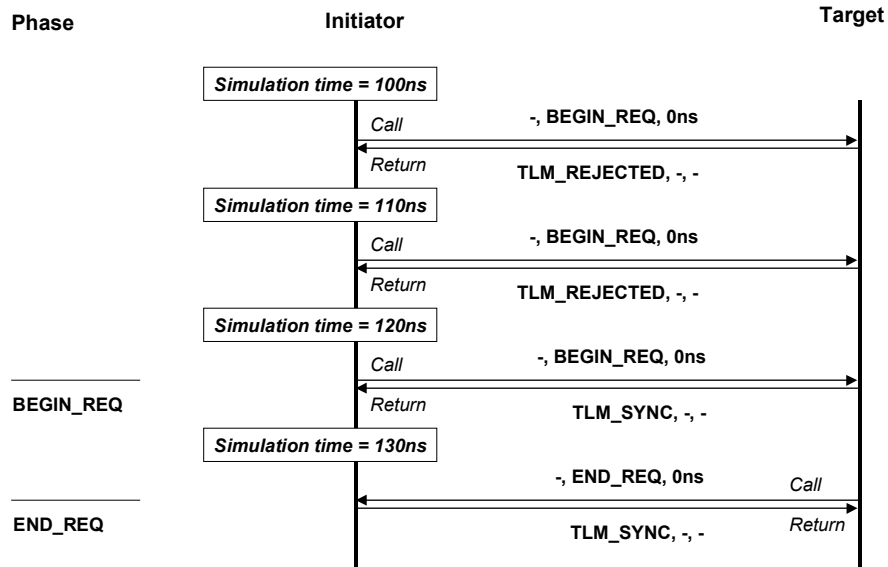 Phase
Initiator
Target
Simulation time = 100ns
Call
-, BEGIN_REQ, 0ns
Return
TLM_REJECTED, -, -
Simulation time = 110ns
Call
-, BEGIN_REQ, 0ns
Return
TLM_REJECTED, -, -
Simulation time = 120ns
Call
-, BEGIN_REQ, 0ns
BEGIN_REQ
Return
TLM_SYNC, -, -
Simulation time = 130ns
-, END_REQ, 0ns
Call
END_REQ
TLM_SYNC, -, -
Return